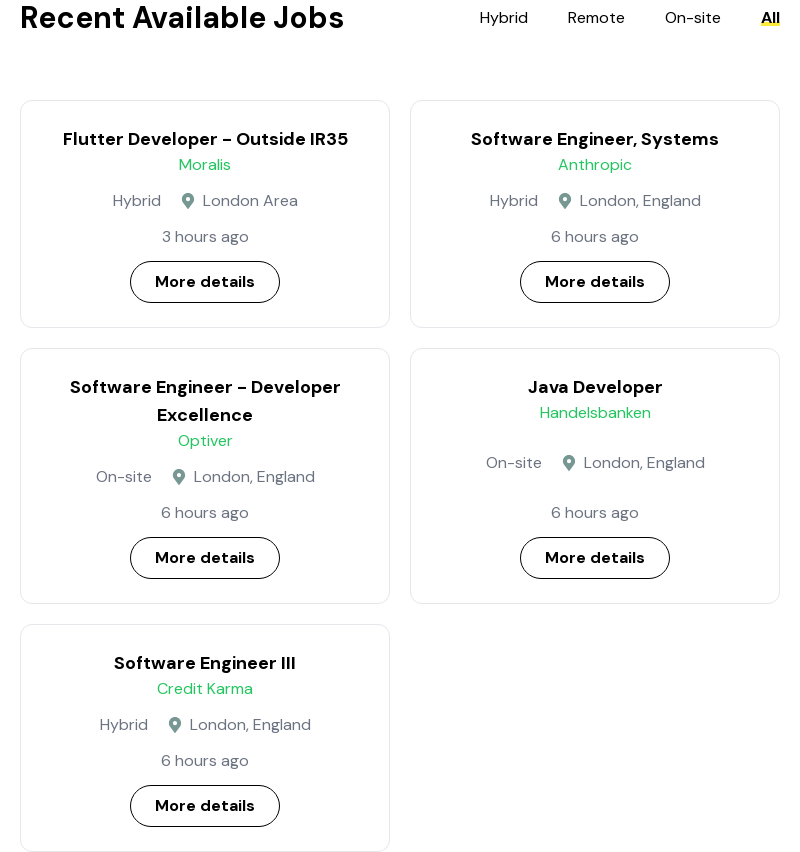 Recent Available Jobs
Hybrid Remote On-site All
Flutter Developer - Outside IR35
Moralis
Hybrid London Area
3 hours ago
More details
Software Engineer, Systems
Anthropic
Hybrid London, England
6 hours ago
More details
Software Engineer - Developer
Excellence
Optiver
On-site London, England
6 hours ago
More details
Java Developer
Handelsbanken
On-site London, England
6 hours ago
More details
Software Engineer III
Credit Karma
Hybrid London, England
6 hours ago
More details